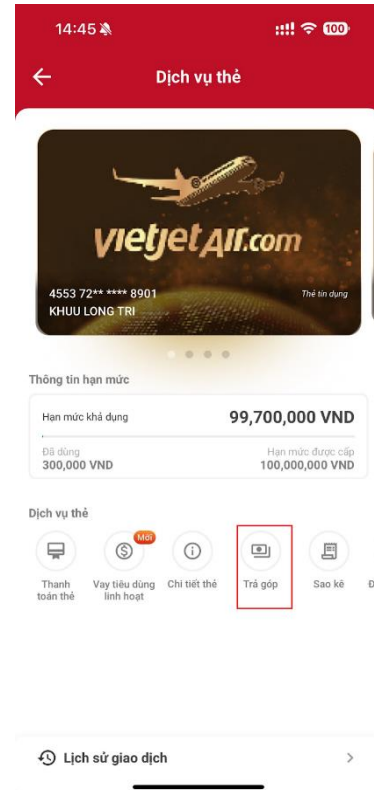 14:45
100
Dịch vụ thẻ
vietjetAir.com
4553 72** **** 8901
Thẻ tín dụng
KHUU LONG TRI
Thông tin hạn mức
Hạn mức khả dụng 99,700,000 VND
Đã dùng Hạn mức được cấp
300,000 VND 100,000,000 VND
Dịch vụ thẻ
Mới
Thanh toán thẻ
Vay tiêu dùng linh hoạt
Chi tiết thẻ
Trả góp
Sao kê
Đ
Lịch sử giao dịch